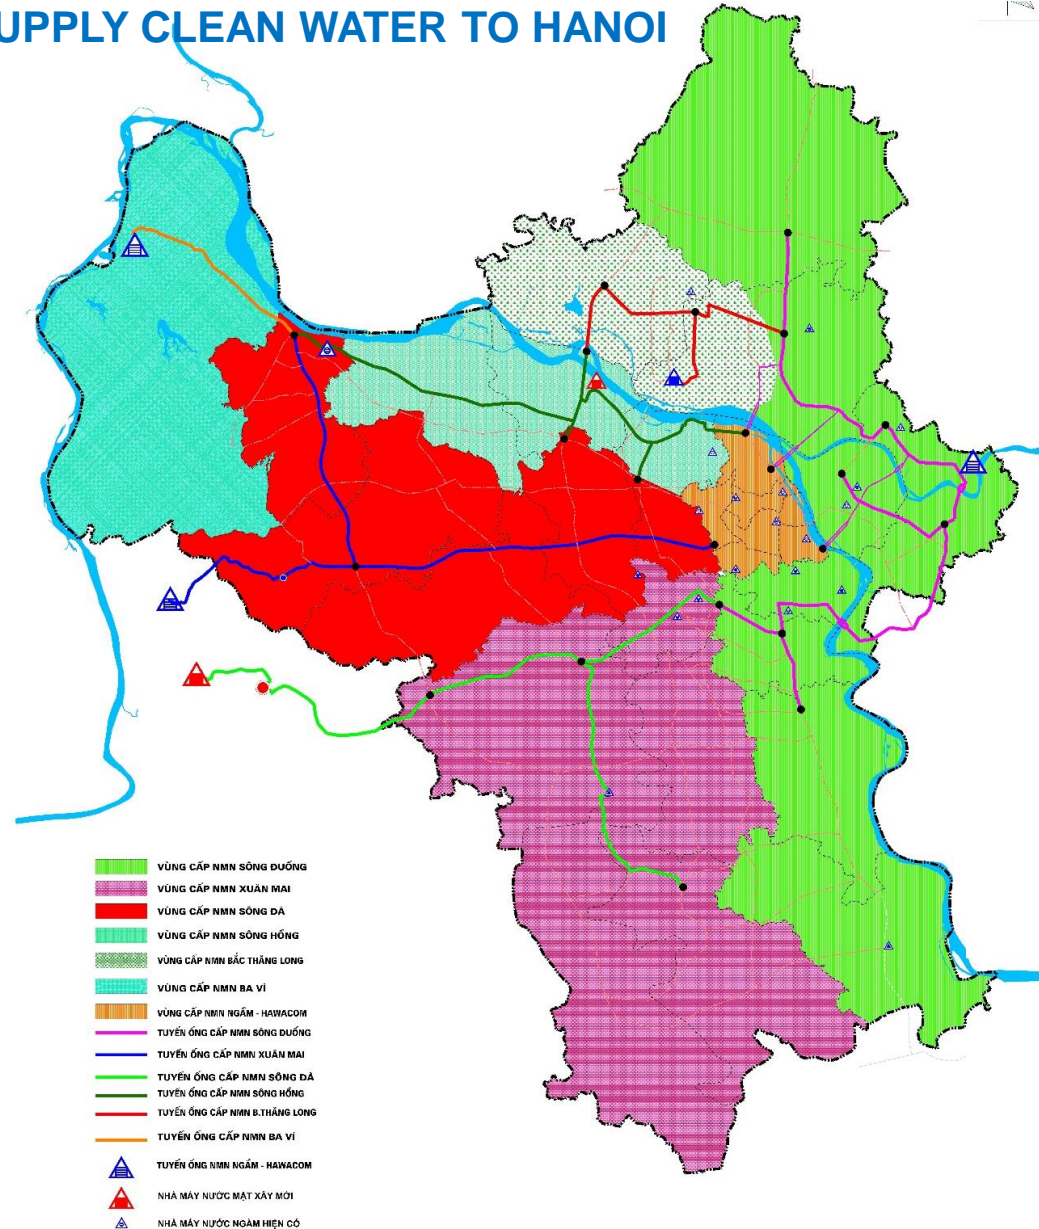 UPPLY CLEAN WATER TO HANOI
VÙNG CẤP NMN SÔNG ĐUỐNG
VÙNG CẤP NMN XUÂN MAI
VÙNG CẤP NMN SÔNG ĐÀ
VÙNG CẤP NMN SÔNG HỒNG
VÙNG CẤP NMN BẮC THĂNG LONG
VÙNG CẤP NMN BA VÌ
VÙNG CẤP NMN NGẦM - HAWACOM
TUYẾN ỐNG CẤP NMN SÔNG ĐUỐNG
TUYẾN ỐNG CẤP NMN XUÂN MAI
TUYẾN ỐNG CẤP NMN SÔNG ĐÀ
TUYẾN ỐNG CẤP NMN SÔNG HỒNG
TUYẾN ỐNG CẤP NMN B.THĂNG LONG
TUYẾN ỐNG CẤP NMN BA VÌ
TUYẾN ỐNG NMN NGẦM - HAWACOM
NHÀ MÁY NƯỚC MẶT XÂY MỚI
NHÀ MÁY NƯỚC NGẦM HIỆN CÓ